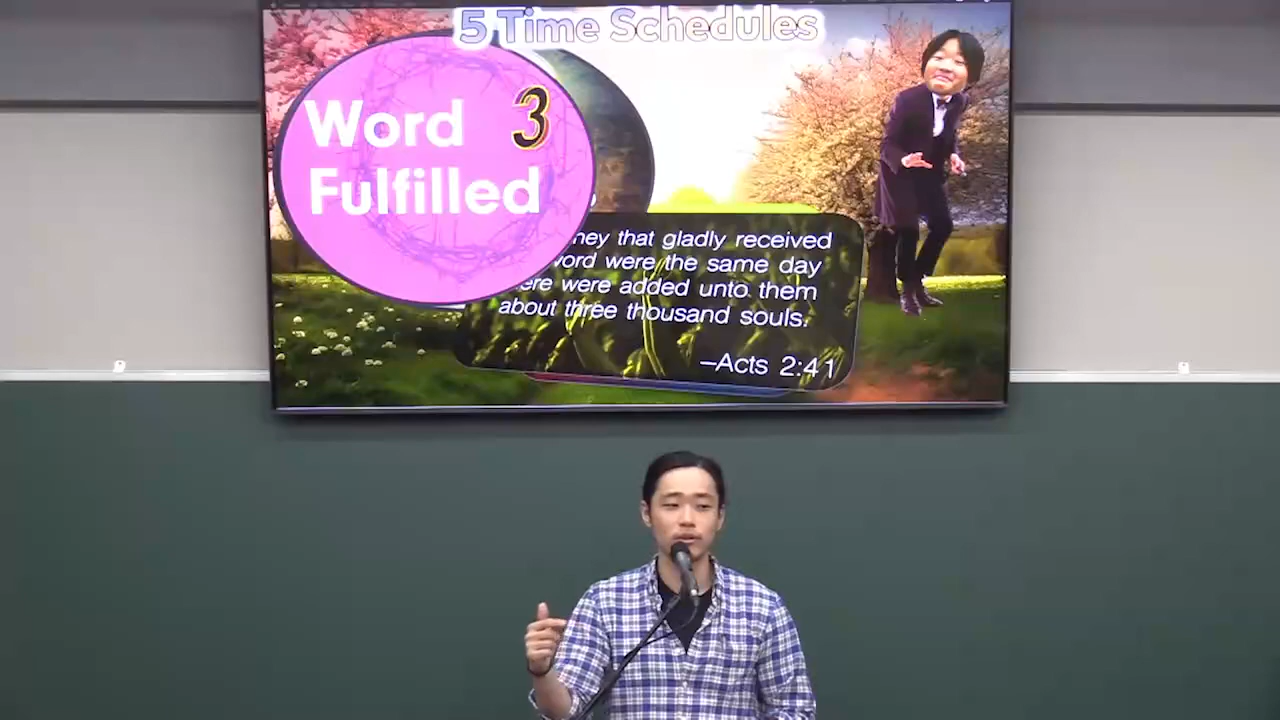 5 Time Schedules
Word 3
Fulfilled
that gladly received
were the same day
were added unto them
about three thousand souls.
–Acts 2:41